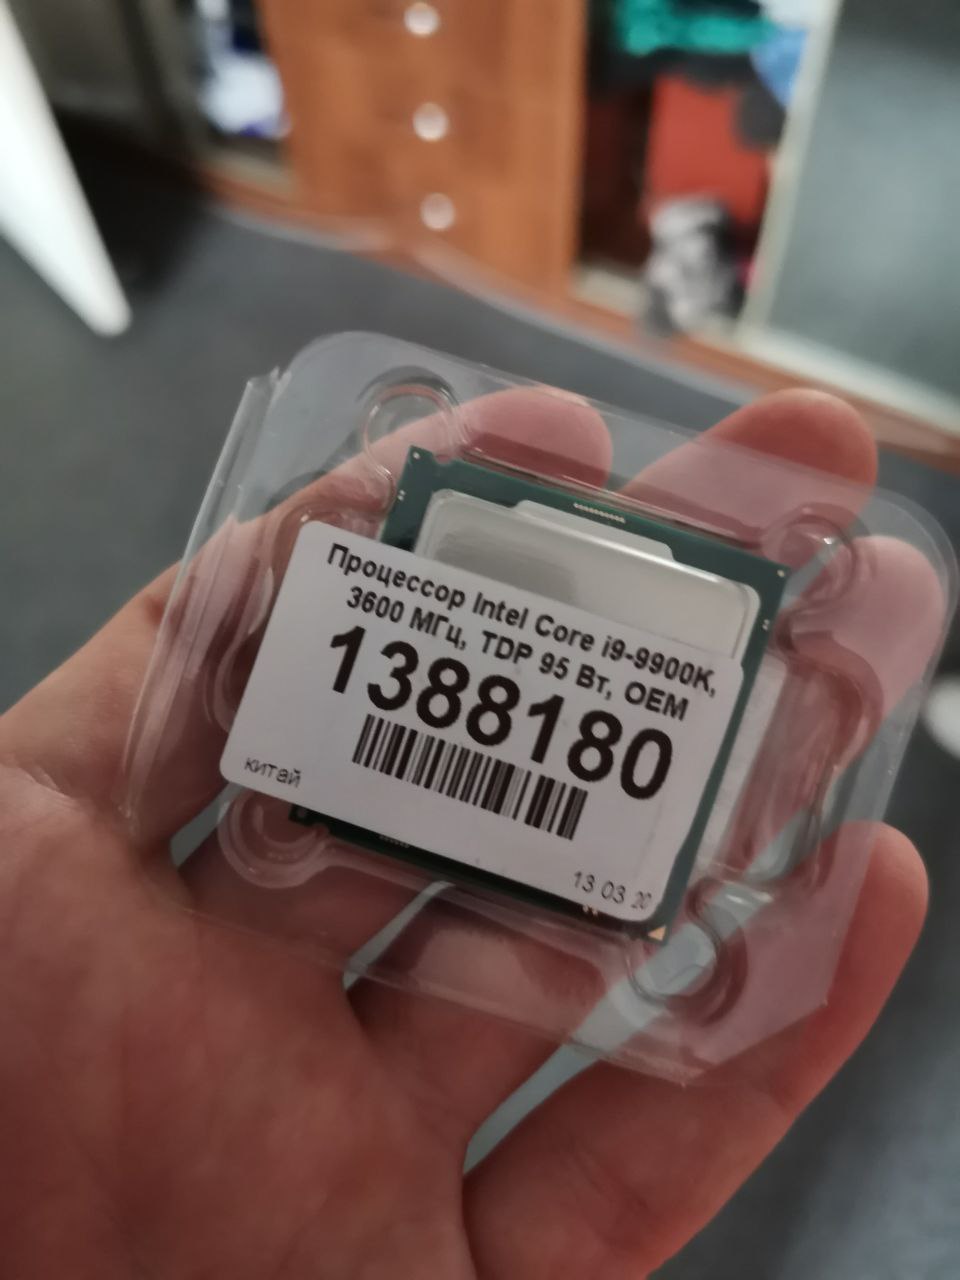 Процессор Intel Core i9-9900K,
3600 МГц, TDP 95 Вт, OEM
1388180
китай
13 03 20